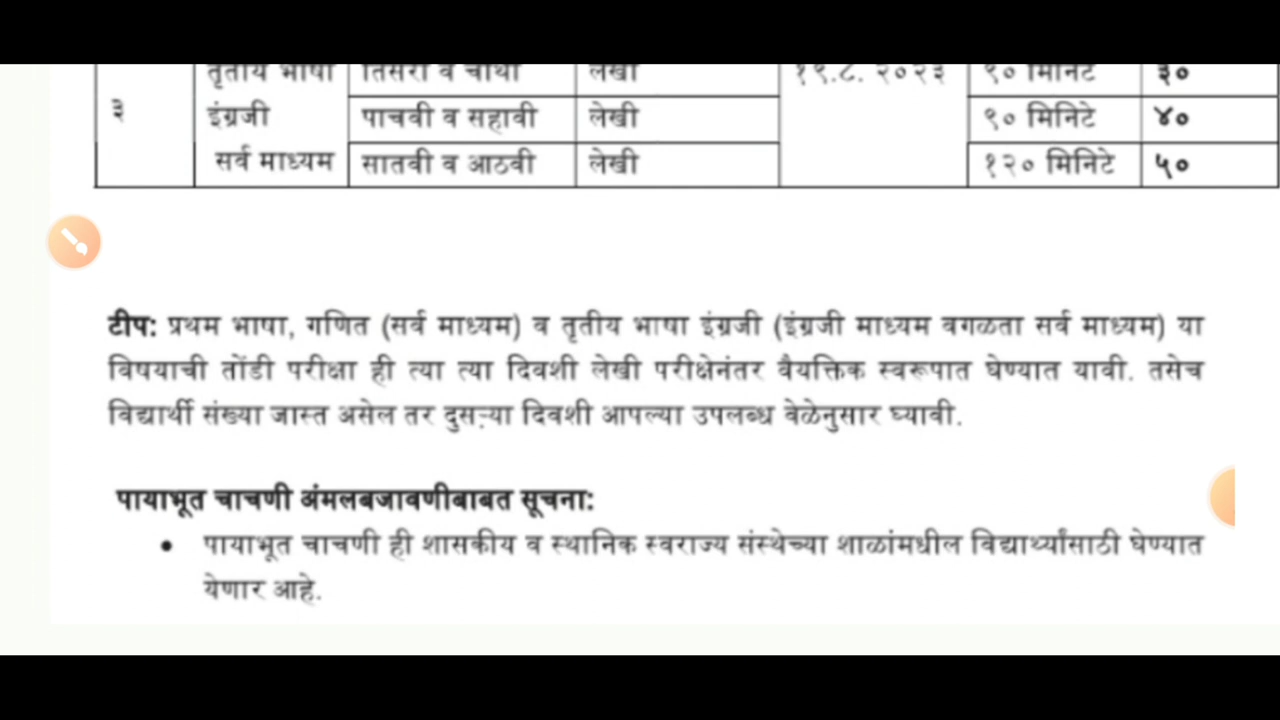 तृतीय भाषा तिसरी व चौथी लेखी १९.८. २०२३ ९० मिनिटे ३०
३ इंग्रजी पाचवी व सहावी लेखी ९० मिनिटे ४०
सर्व माध्यम सातवी व आठवी लेखी १२० मिनिटे ५०
टीप: प्रथम भाषा, गणित (सर्व माध्यम) व तृतीय भाषा इंग्रजी (इंग्रजी माध्यम वगळता सर्व माध्यम) या
विषयाची तोंडी परीक्षा ही त्या त्या दिवशी लेखी परीक्षेनंतर वैयक्तिक स्वरूपात घेण्यात यावी. तसेच
विद्यार्थी संख्या जास्त असेल तर दुसऱ्या दिवशी आपल्या उपलब्ध वेळेनुसार घ्यावी.
पायाभूत चाचणी अंमलबजावणीबाबत सूचना:
• पायाभूत चाचणी ही शासकीय व स्थानिक स्वराज्य संस्थेच्या शाळांमधील विद्यार्थ्यांसाठी घेण्यात
येणार आहे.